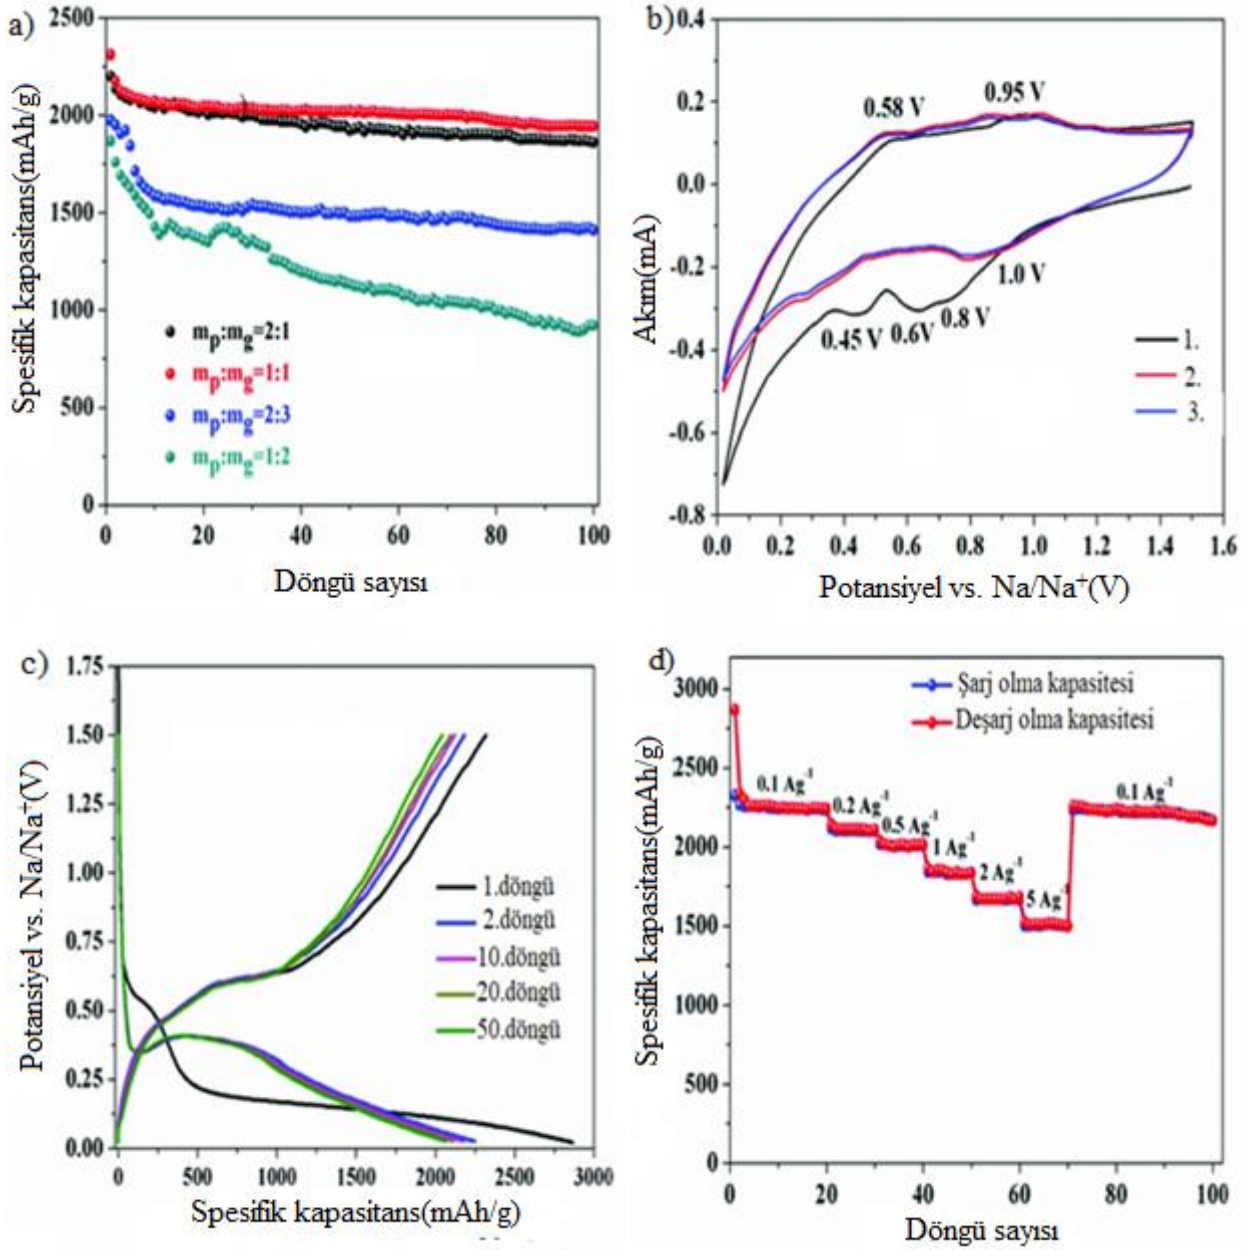 a)
Spesifik kapasitans(mAh/g)
2500
2000
1500
1000
500
0
mp:mg=2:1
mp:mg=1:1
mp:mg=2:3
mp:mg=1:2
0 20 40 60 80 100
Döngü sayısı
b)
Akım(mA)
0.4
0.2
0.0
-0.2
-0.4
-0.6
-0.8
0.58 V
0.95 V
1.0 V
0.8 V
0.6V
0.45 V
1.
2.
3.
0.0 0.2 0.4 0.6 0.8 1.0 1.2 1.4 1.6
Potansiyel vs. Na/Na⁺(V)
c)
Potansiyel vs. Na/Na⁺(V)
1.75
1.50
1.25
1.00
0.75
0.50
0.25
0.00
1.döngü
2.döngü
10.döngü
20.döngü
50.döngü
0 500 1000 1500 2000 2500 3000
Spesifik kapasitans(mAh/g)
d)
Spesifik kapasitans(mAh/g)
3000
2500
2000
1500
1000
500
0
Şarj olma kapasitesi
Deşarj olma kapasitesi
0.1 Ag⁻¹
0.2 Ag⁻¹
0.5 Ag⁻¹
1 Ag⁻¹
2 Ag⁻¹
5 Ag⁻¹
0.1 Ag⁻¹
0 20 40 60 80 100
Döngü sayısı